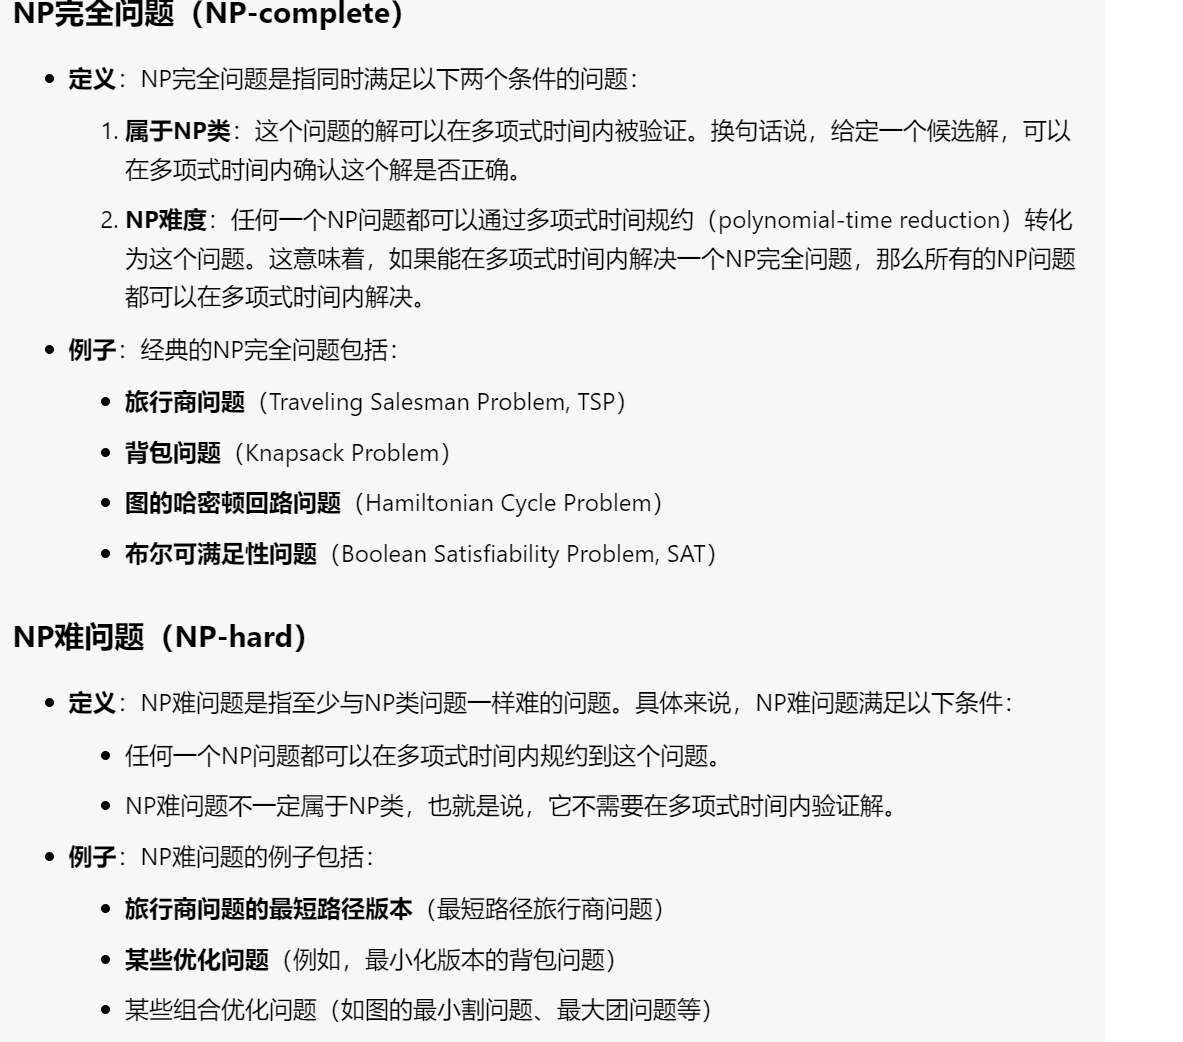 NP完全问题（NP-complete）
• 定义：NP完全问题是指同时满足以下两个条件的问题：
1. 属于NP类：这个问题的解可以在多项式时间内被验证。换句话说，给定一个候选解，可以
在多项式时间内确认这个解是否正确。
2. NP难度：任何一个NP问题都可以通过多项式时间规约（polynomial-time reduction）转化
为这个问题。这意味着，如果能在多项式时间内解决一个NP完全问题，那么所有的NP问题
都可以在多项式时间内解决。
• 例子：经典的NP完全问题包括：
• 旅行商问题（Traveling Salesman Problem, TSP）
• 背包问题（Knapsack Problem）
• 图的哈密顿回路问题（Hamiltonian Cycle Problem）
• 布尔可满足性问题（Boolean Satisfiability Problem, SAT）
NP难问题（NP-hard）
• 定义：NP难问题是指至少与NP类问题一样难的问题。具体来说，NP难问题满足以下条件：
• 任何一个NP问题都可以在多项式时间内规约到这个问题。
• NP难问题不一定属于NP类，也就是说，它不需要在多项式时间内验证解。
• 例子：NP难问题的例子包括：
• 旅行商问题的最短路径版本（最短路径旅行商问题）
• 某些优化问题（例如，最小化版本的背包问题）
• 某些组合优化问题（如图的最小割问题、最大团问题等）